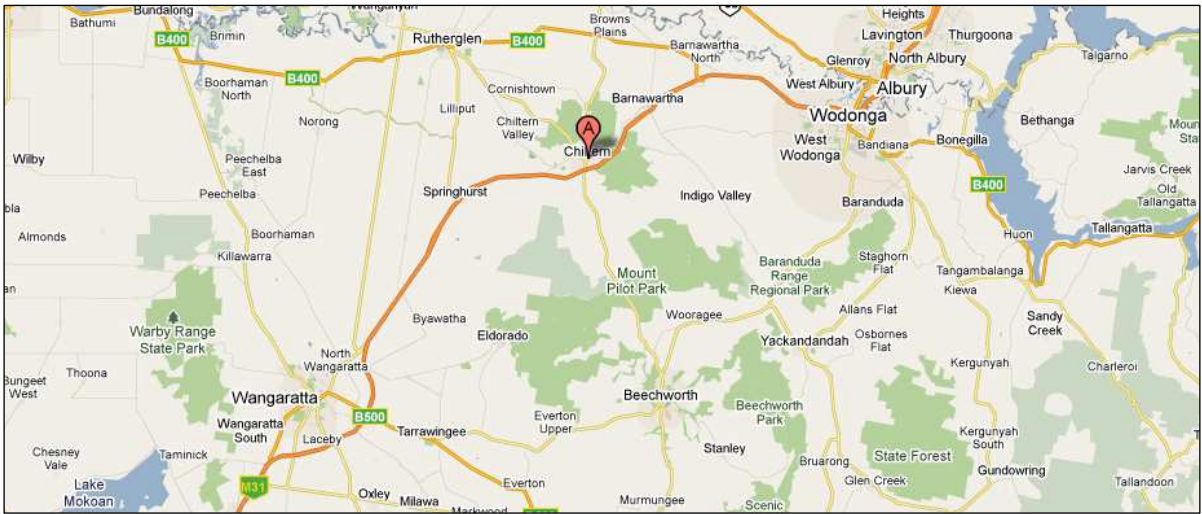 Bundalong
Bathumi
Brimin
B400
Rutherglen
B400
Browns
Plains
Barnawartha
North
Heights
Lavington
Thurgoona
Glenroy
North Albury
Talgarno
B400
Boorhaman
North
Cornishtown
Barnawartha
West Albury
Albury
Norong
Lilliput
Chiltern
Valley
A
Chiltern
Wodonga
West
Wodonga
Bandiana
Bonegilla
Bethanga
Wilby
Peechelba
East
Peechelba
Springhurst
Indigo Valley
B400
Jarvis Creek
Old
Tallangatta
Baranduda
Almonds
Boorhaman
Killawarra
Huon
Tallangatta
Mount
Pilot Park
Baranduda
Range
Regional Park
Staghorn
Flat
Tangambalanga
Kiewa
Warby Range
State Park
Byawatha
Eldorado
Wooragee
Allans Flat
Osbornes
Flat
Sandy
Creek
Yackandandah
North
Wangaratta
Thoona
Bungeet
West
Kergunyah
Charleroi
Wangaratta
B500
Beechworth
Beechworth
Park
Wangaratta
South
Laceby
Tarrawingee
Everton
Upper
Stanley
Kergunyah
South
Chesney
Vale
Taminick
State Forest
Bruarong
Glen Creek
Gundowring
Lake
Mokoan
M31
Oxley
Milawa
Everton
Markwood
Murmungee
Scenic
Tallandoon